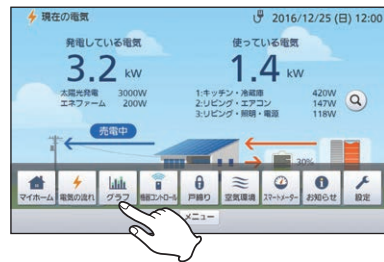 現在の電気
2016/12/25 (日) 12:00
発電している電気
3.2 kW
太陽光発電 3000W
エネファーム 200W
使っている電気
1.4 kW
1:キッチン・冷蔵庫 420W
2:リビング・エアコン 147W
3:リビング・照明・電源 118W
売電中
30%
マイホーム
電気の流れ
グラフ
機器コントロール
戸締り
空気環境
スマートメーター
お知らせ
設定
メニュー